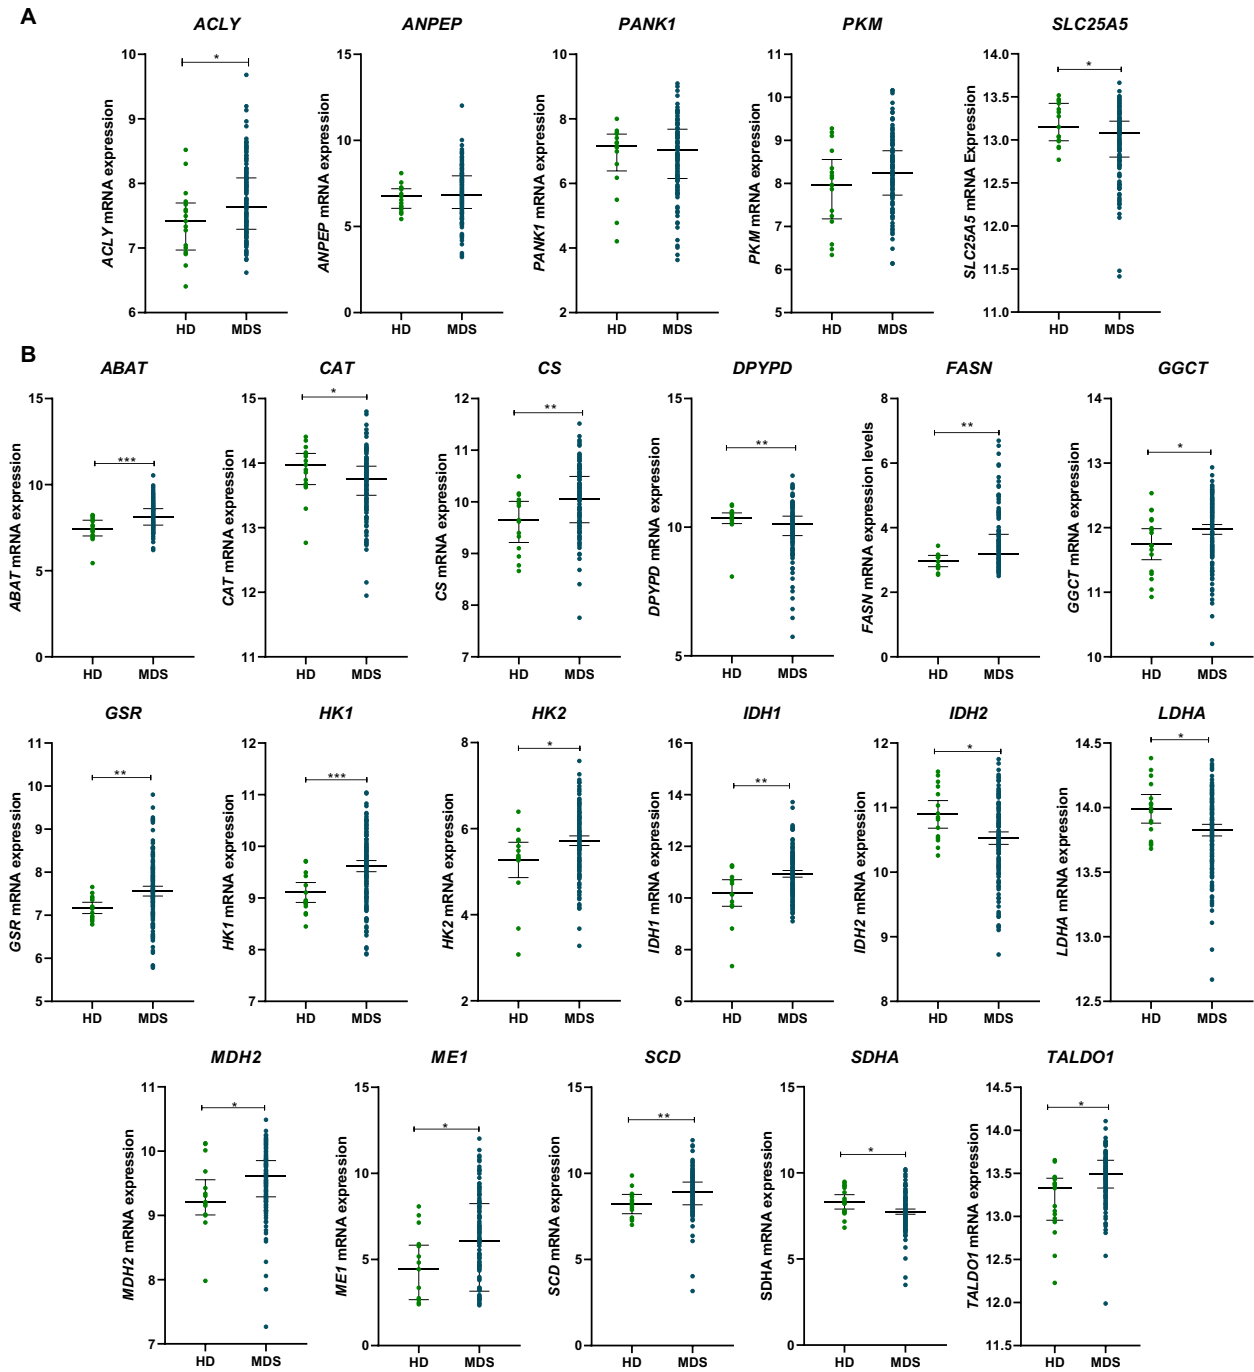 A
ACLY ANPEP PANK1 PKM SLC25A5
ACLY mRNA expression
10
9
8
7
6
*
HD MDS
ANPEP mRNA expression
15
10
5
0
HD MDS
PANK1 mRNA expression
10
8
6
4
2
HD MDS
PKM mRNA expression
11
10
9
8
7
6
5
HD MDS
SLC25A5 mRNA Expression
14.0
13.5
13.0
12.5
12.0
11.5
11.0
*
HD MDS
B
ABAT CAT CS DPYPD FASN GGCT
ABAT mRNA expression
15
10
5
0
***
HD MDS
CAT mRNA expression
15
14
13
12
11
*
HD MDS
CS mRNA expression
12
11
10
9
8
7
**
HD MDS
DPYPD mRNA expression
15
10
5
**
HD MDS
FASN mRNA expression levels
8
6
4
2
0
**
HD MDS
GGCT mRNA expression
14
13
12
11
10
*
HD MDS
GSR HK1 HK2 IDH1 IDH2 LDHA
GSR mRNA expression
11
10
9
8
7
6
5
**
HD MDS
HK1 mRNA expression
12
11
10
9
8
7
***
HD MDS
HK2 mRNA expression
8
6
4
2
*
HD MDS
IDH1 mRNA expression
16
14
12
10
8
6
**
HD MDS
IDH2 mRNA expression
12
11
10
9
8
*
HD MDS
LDHA mRNA expression
14.5
14.0
13.5
13.0
12.5
*
HD MDS
MDH2 ME1 SCD SDHA TALDO1
MDH2 mRNA expression
11
10
9
8
7
*
HD MDS
ME1 mRNA expression
15
10
5
0
*
HD MDS
SCD mRNA expression
15
10
5
0
**
HD MDS
SDHA mRNA expression
15
10
5
0
*
HD MDS
TALDO1 mRNA expression
14.5
14.0
13.5
13.0
12.5
12.0
11.5
*
HD MDS